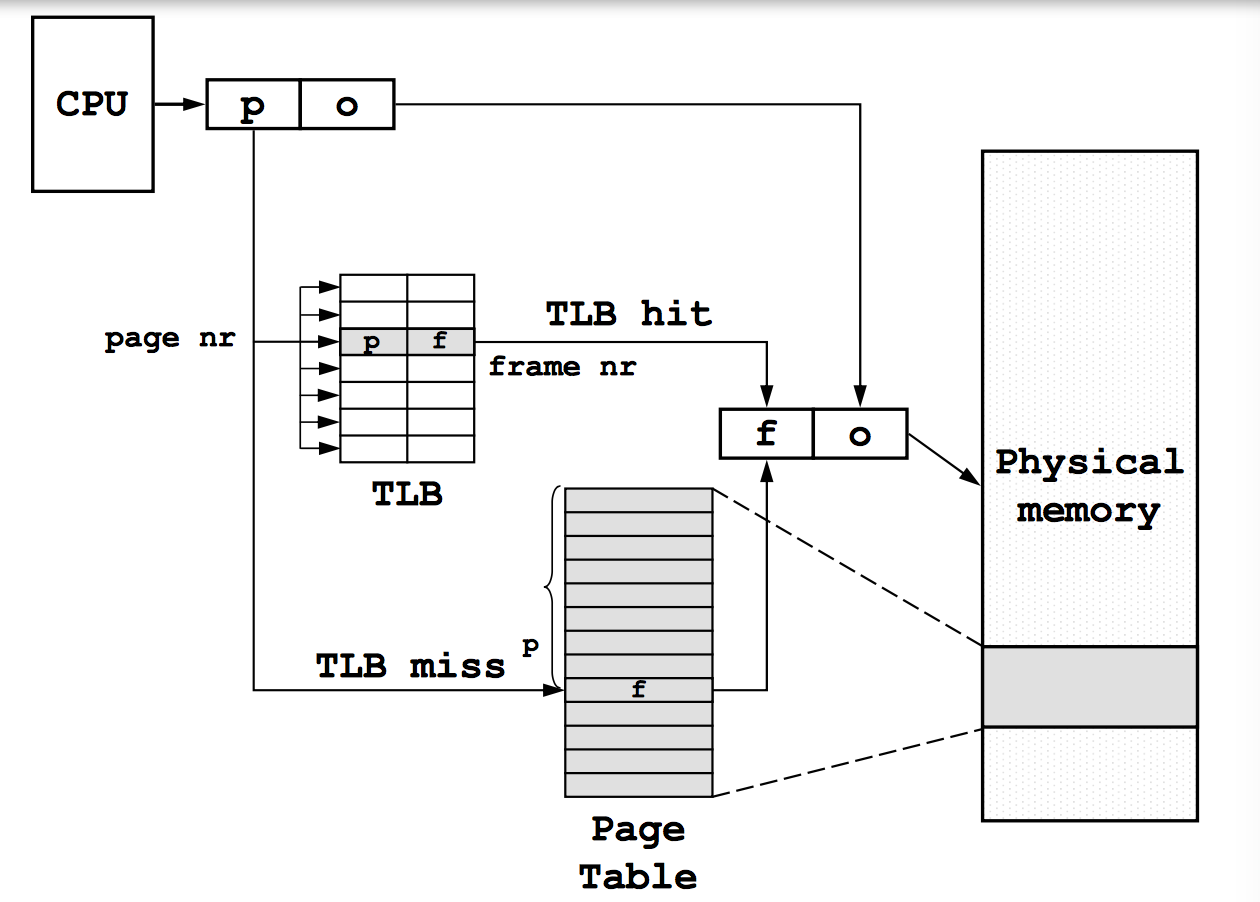 CPU
p
o
TLB hit
page nr
p
f
frame nr
f
o
Physical
memory
TLB
p
TLB miss
f
Page
Table